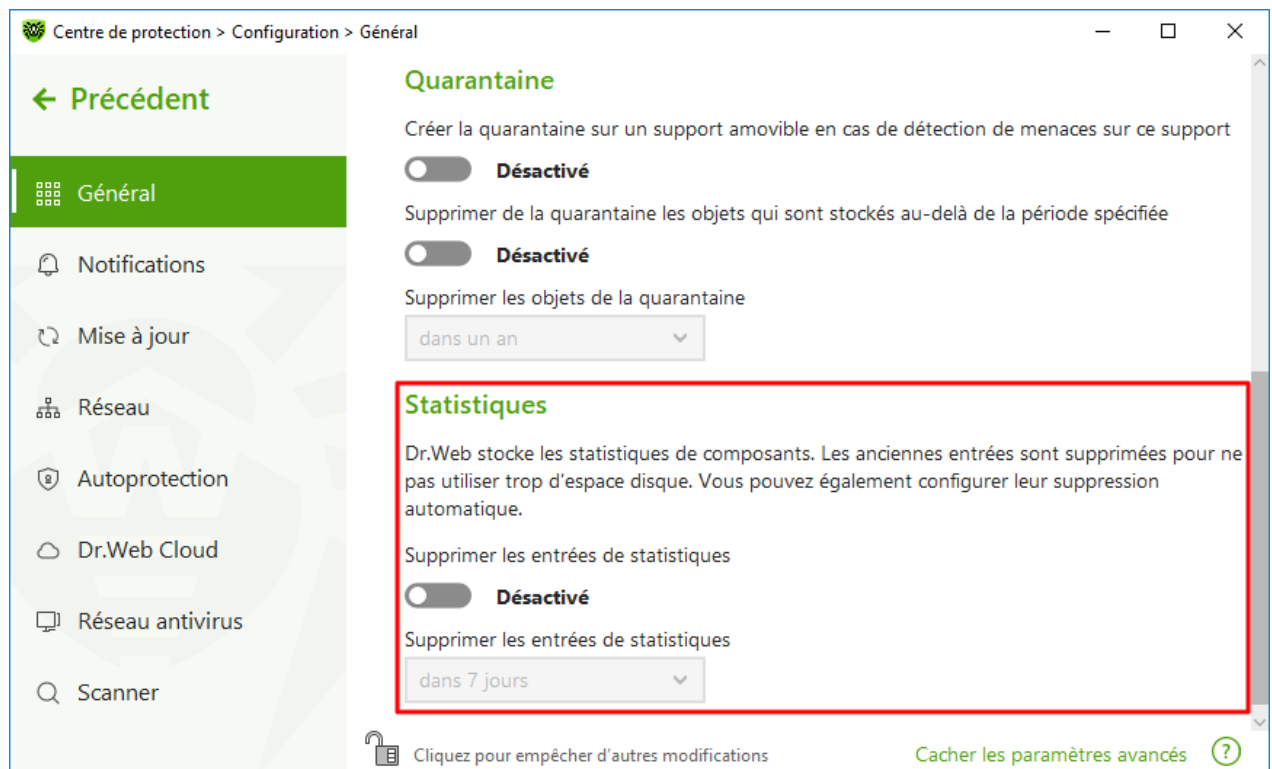 Centre de protection > Configuration > Général
Précédent
Général
Notifications
Mise à jour
Réseau
Autoprotection
Dr.Web Cloud
Réseau antivirus
Scanner
Quarantaine
Créer la quarantaine sur un support amovible en cas de détection de menaces sur ce support
Désactivé
Supprimer de la quarantaine les objets qui sont stockés au-delà de la période spécifiée
Désactivé
Supprimer les objets de la quarantaine
dans un an
Statistiques
Dr.Web stocke les statistiques de composants. Les anciennes entrées sont supprimées pour ne
pas utiliser trop d'espace disque. Vous pouvez également configurer leur suppression
automatique.
Supprimer les entrées de statistiques
Désactivé
Supprimer les entrées de statistiques
dans 7 jours
Cliquez pour empêcher d'autres modifications
Cacher les paramètres avancés
?